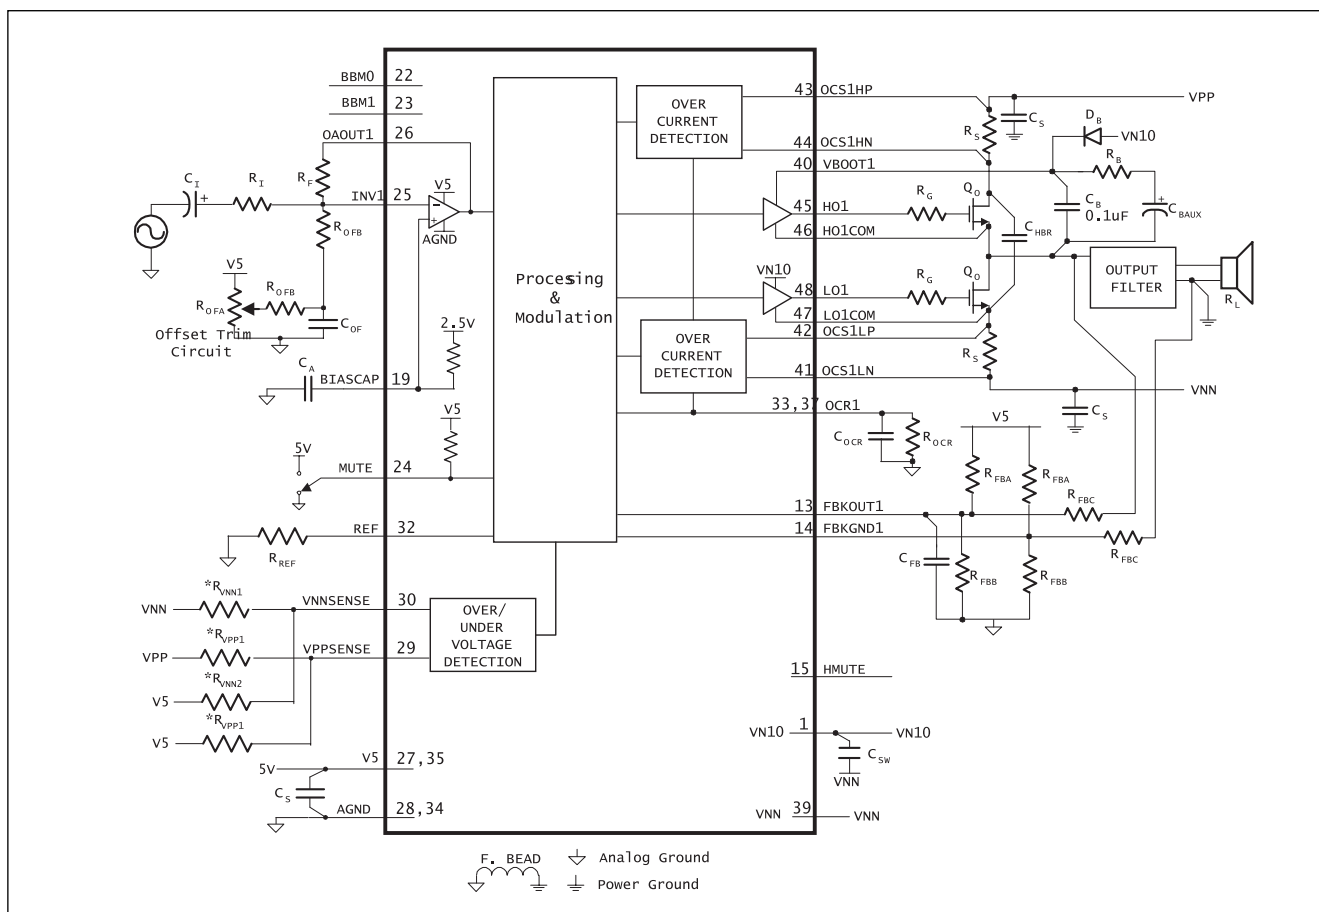 BBM0 22
BBM1 23
OAOUT1 26
C_I +
R_I
R_F
INV1 25
V5
AGND
R_OFB
V5
R_OFA
R_OFB
C_OF
Offset Trim
Circuit
2.5V
C_A
BIASCAP 19
V5
5V
MUTE 24
REF 32
R_REF
*R_VNN1
VNN
VNNSENSE 30
*R_VPP1
VPP
VPPSENSE 29
*R_VNN2
V5
*R_VPP1
V5
OVER/
UNDER
VOLTAGE
DETECTION
V5 27,35
5V
C_S
AGND 28,34
Processing
&
Modulation
OVER
CURRENT
DETECTION
OVER
CURRENT
DETECTION
VN10
43 OCS1HP
VPP
C_S
R_S
D_B
VN10
44 OCS1HN
40 VBOOT1
R_B
C_B
0.1uF
+
C_BAUX
45 HO1
R_G
Q_O
46 HO1COM
C_HBR
OUTPUT
FILTER
R_L
48 LO1
R_G
Q_O
47 LO1COM
42 OCS1LP
R_S
41 OCS1LN
VNN
C_S
33,37 OCR1
C_OCR
R_OCR
V5
R_FBA
R_FBA
R_FBC
13 FBKOUT1
14 FBKGND1
R_FBC
C_FB
R_FBB
R_FBB
15 HMUTE
1
VN10
VN10
C_SW
VNN
39
VNN
VNN
F. BEAD
Analog Ground
Power Ground